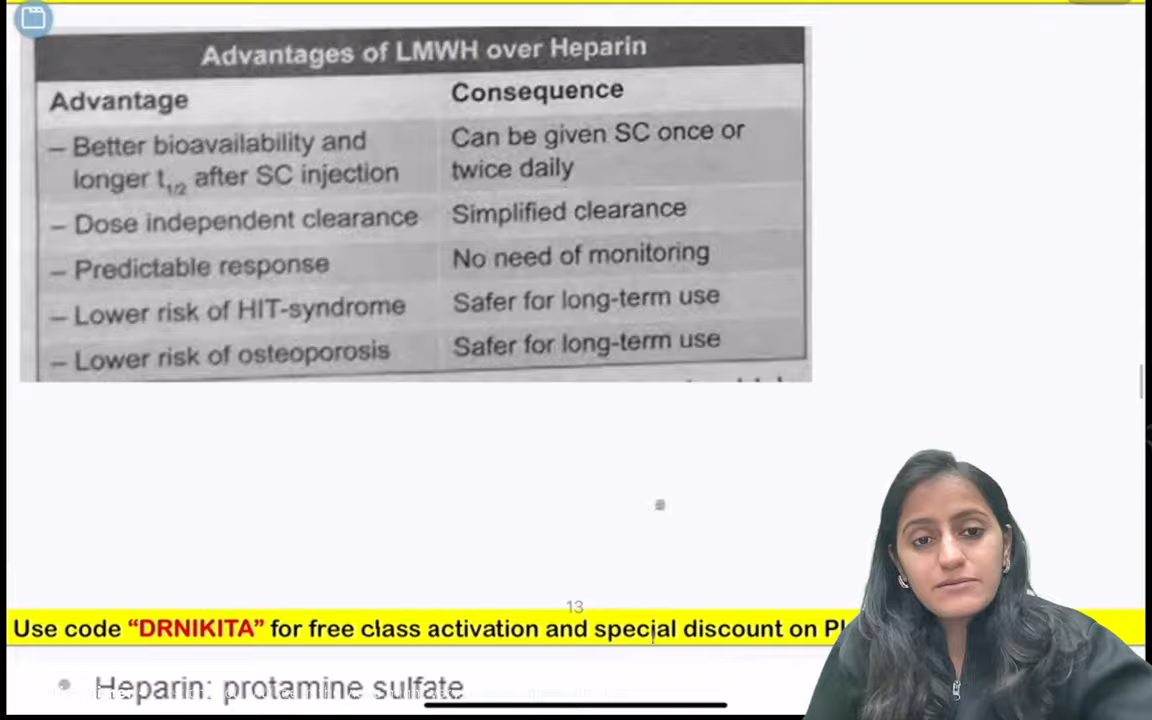 Advantages of LMWH over Heparin
Advantage Consequence
– Better bioavailability and Can be given SC once or
longer t1/2 after SC injection twice daily
– Dose independent clearance Simplified clearance
– Predictable response No need of monitoring
– Lower risk of HIT-syndrome Safer for long-term use
– Lower risk of osteoporosis Safer for long-term use
13
Use code “DRNIKITA” for free class activation and special discount on
• Heparin: protamine sulfate